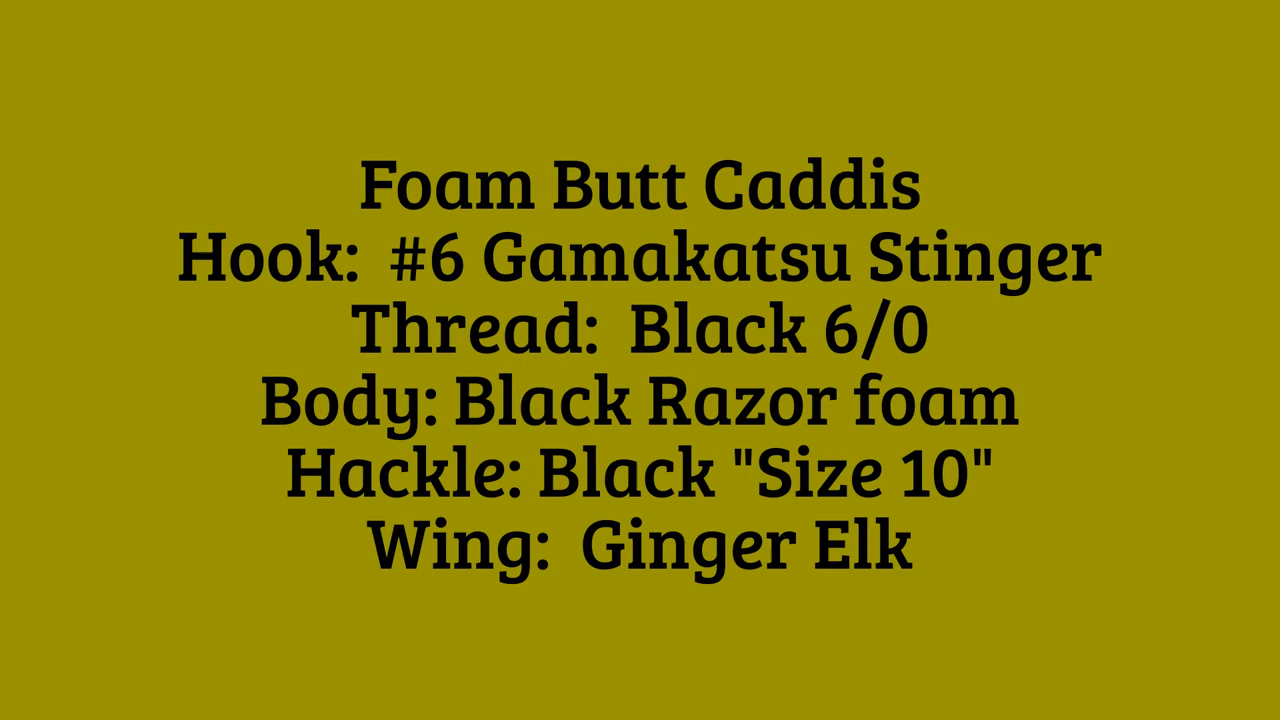 Foam Butt Caddis
Hook:  #6 Gamakatsu Stinger
Thread:  Black 6/0
Body: Black Razor foam
Hackle: Black "Size 10"
Wing:  Ginger Elk